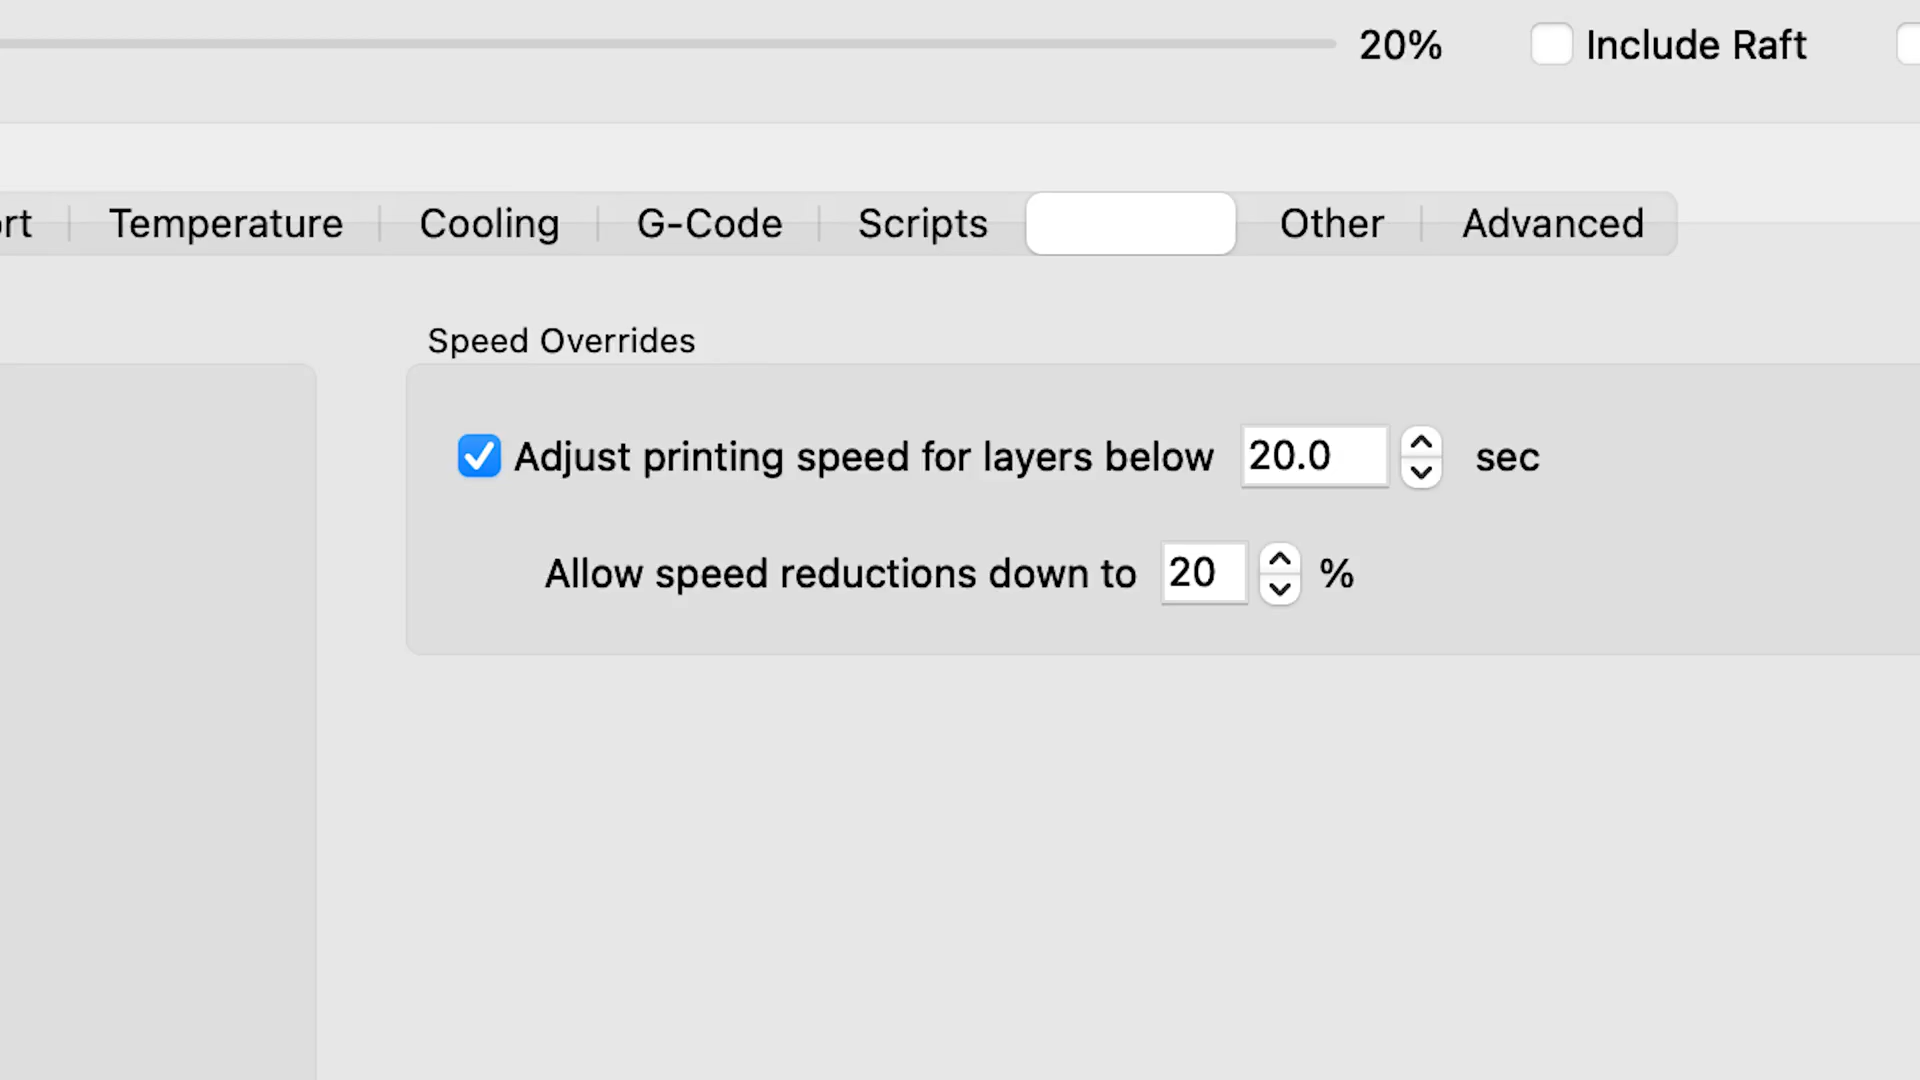 20% Include Raft
rt Temperature Cooling G-Code Scripts Other Advanced
Speed Overrides
Adjust printing speed for layers below 20.0 sec
Allow speed reductions down to 20 %